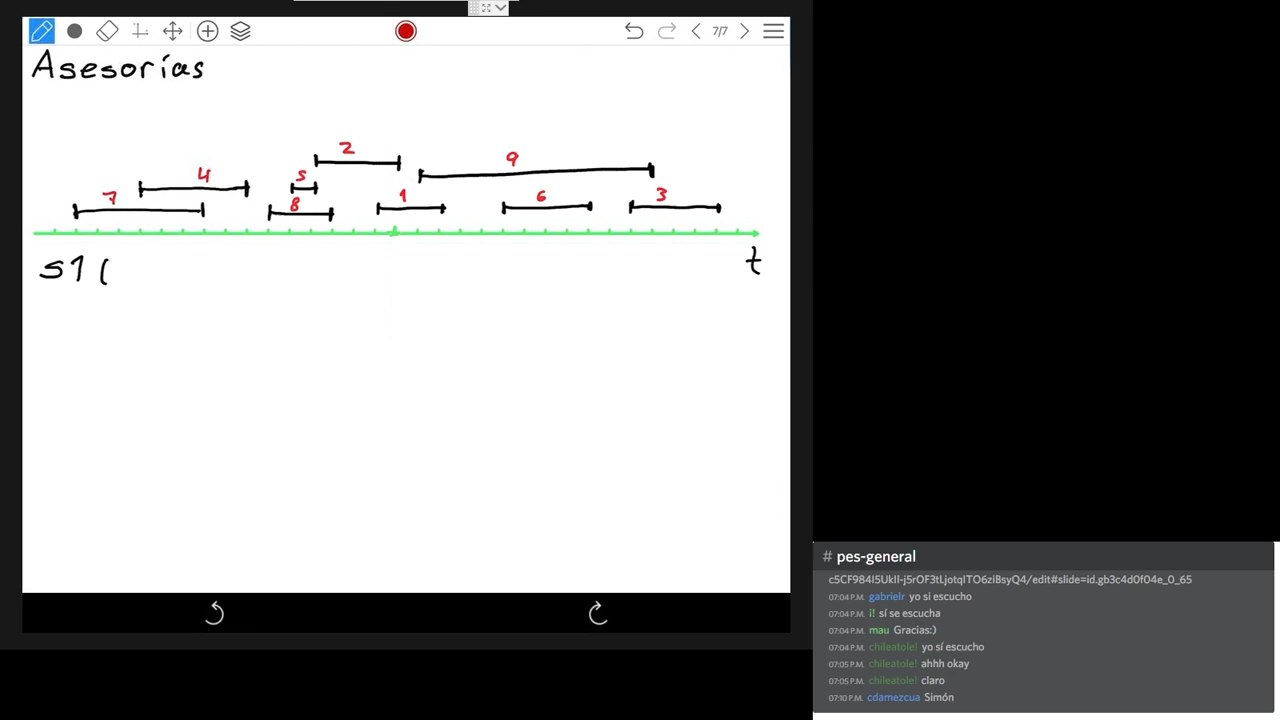 7/7
Asesorías
2
9
4
5
7
8
1
6
3
S1 (
t
# pes-general
c5CF984I5UkIl-j5rOF3tLjotqITO6ziBsyQ4/edit#slide=id.gb3c4d0f04e_0_65
07:04 P.M. gabrielr yo si escucho
07:04 P.M. i! sí se escucha
07:04 P.M. mau Gracias:)
07:04 P.M. chileatole! yo sí escucho
07:05 P.M. chileatole! ahhh okay
07:05 P.M. chileatole! claro
07:10 P.M. cdamezcua Simón